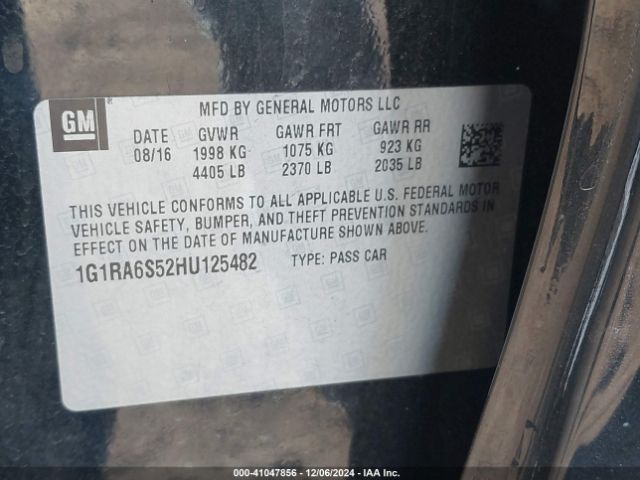 GM
MFD BY GENERAL MOTORS LLC
DATE GVWR GAWR FRT GAWR RR
08/16 1998 KG 1075 KG 923 KG
4405 LB 2370 LB 2035 LB
THIS VEHICLE CONFORMS TO ALL APPLICABLE U.S. FEDERAL MOTOR
VEHICLE SAFETY, BUMPER, AND THEFT PREVENTION STANDARDS IN
EFFECT ON THE DATE OF MANUFACTURE SHOWN ABOVE.
1G1RA6S52HU125482 TYPE: PASS CAR
000-41047856 - 12/06/2024 - IAA Inc.